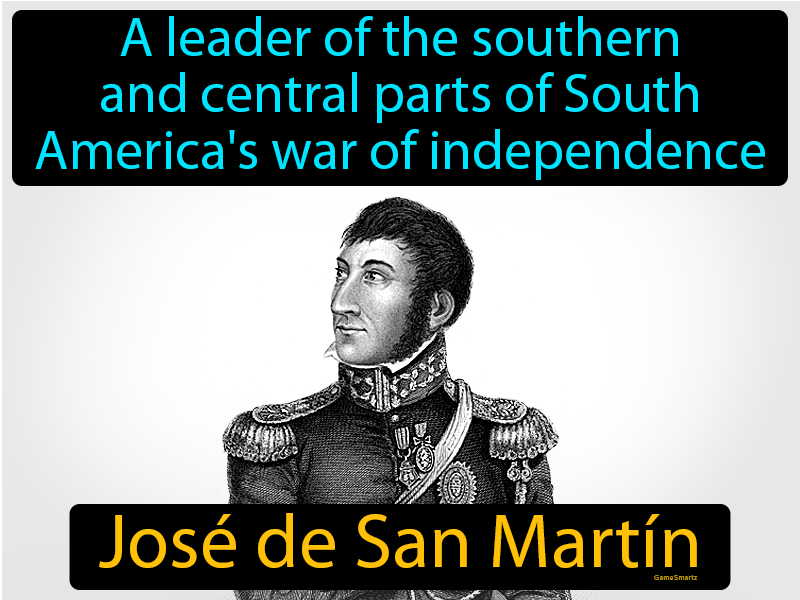 A leader of the southern
and central parts of South
America's war of independence
José de San Martín
GameSmartz